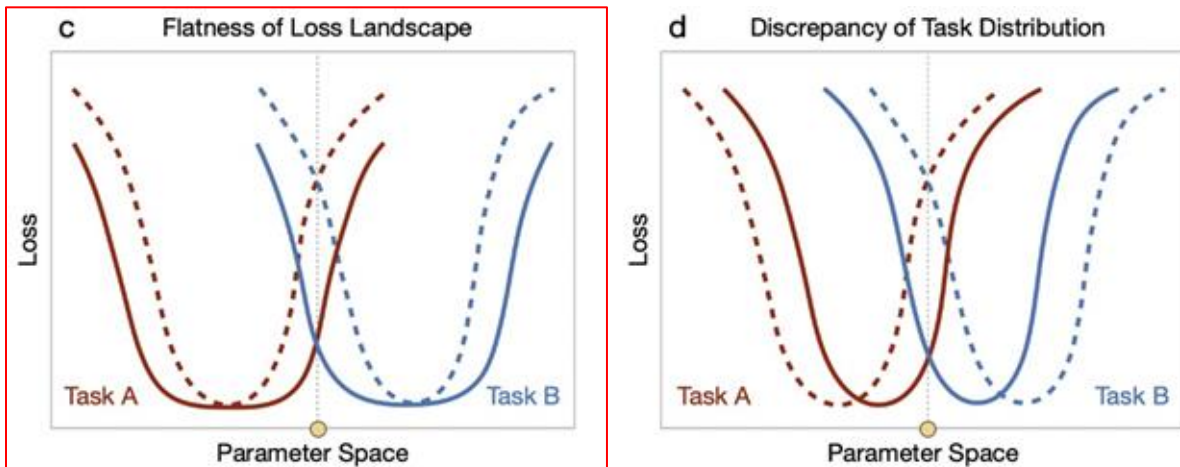 c Flatness of Loss Landscape
Loss
Task A
Task B
Parameter Space
d Discrepancy of Task Distribution
Loss
Task A
Task B
Parameter Space